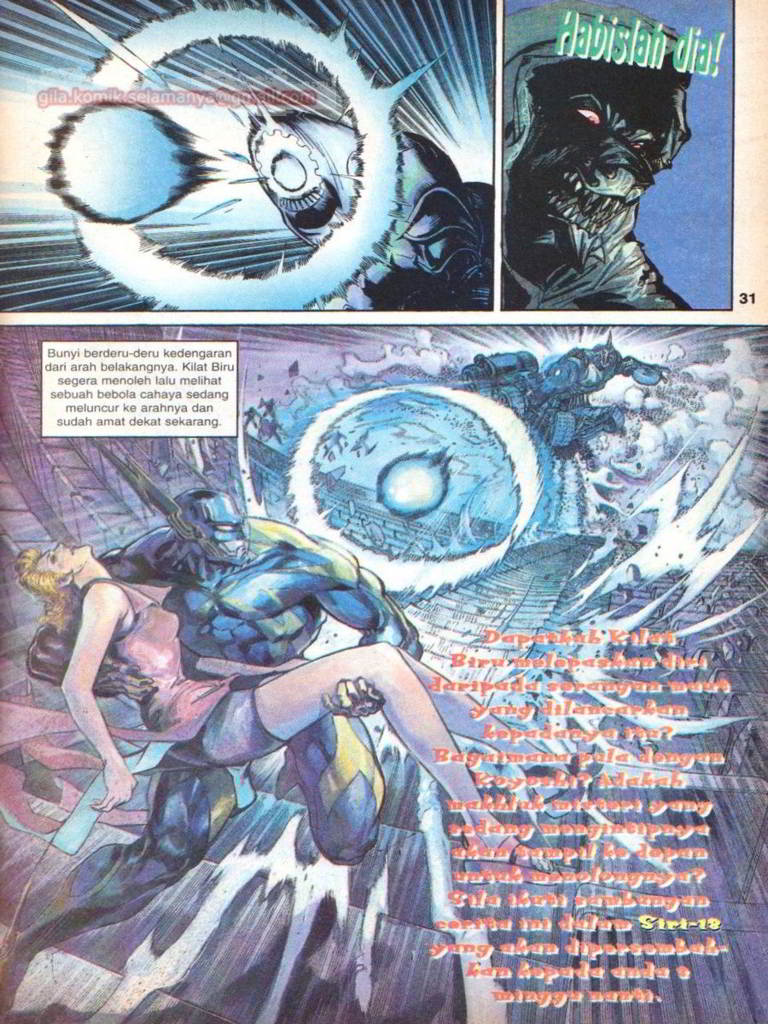 gila.komik.selamanya@gmail.com
Habislah dia!
31
Bunyi berderu-deru kedengaran
dari arah belakangnya. Kilat Biru
segera menoleh lalu melihat
sebuah bebola cahaya sedang
meluncur ke arahnya dan
sudah amat dekat sekarang.
Dapatkah Kilat
Biru melepaskan diri
daripada serangan maut
yang dilancarkan
kepadanya itu?
Bagaimana pula dengan
Koyoshi? Adakah
makhluk misteri yang
sedang mengintipnya
akan tampil ke depan
untuk menolongnya?
Sila ikuti sambungan
cerita ini dalam Siri-18
yang akan dipersembah-
kan kepada anda 2
minggu nanti.